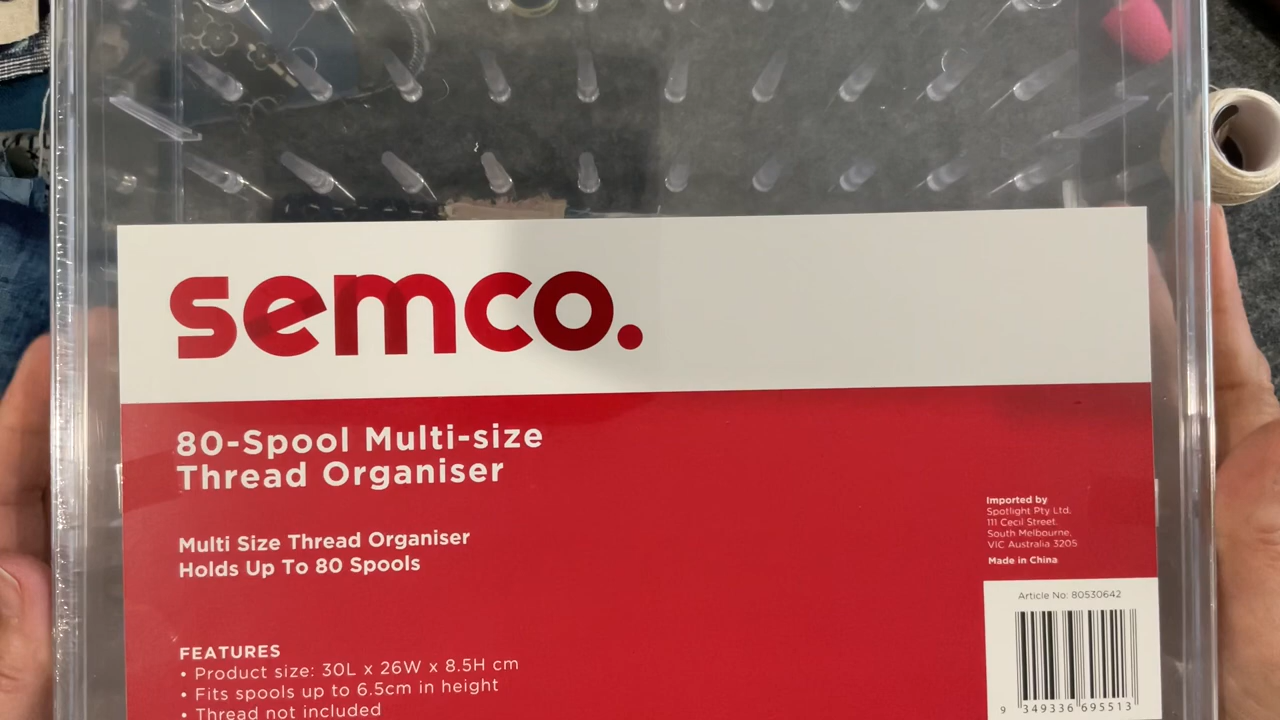 semco.
80-Spool Multi-size
Thread Organiser
Multi Size Thread Organiser
Holds Up To 80 Spools
FEATURES
• Product size: 30L x 26W x 8.5H cm
• Fits spools up to 6.5cm in height
• Thread not included
Imported by
Spotlight Pty Ltd.
111 Cecil Street.
South Melbourne,
VIC Australia 3205
Made in China
Article No: 80530642
9 349336 695513